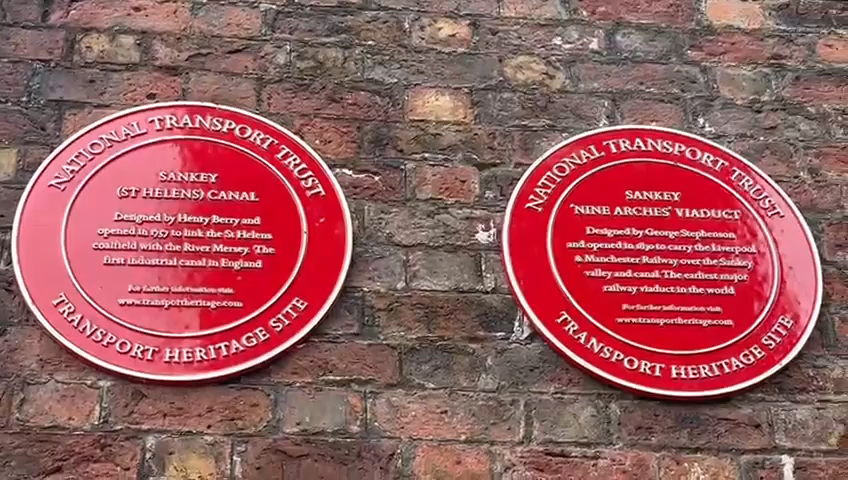 NATIONAL TRANSPORT TRUST
SANKEY
(ST HELENS) CANAL
Designed by Henry Berry and
opened in 1757 to link the St Helens
coalfield with the River Mersey. The
first industrial canal in England
For further information visit:
www.transportheritage.com
TRANSPORT HERITAGE SITE
NATIONAL TRANSPORT TRUST
SANKEY
'NINE ARCHES' VIADUCT
Designed by George Stephenson
and opened in 1830 to carry the Liverpool
& Manchester Railway over the Sankey
valley and canal. The earliest major
railway viaduct in the world
For further information visit:
www.transportheritage.com
TRANSPORT HERITAGE SITE